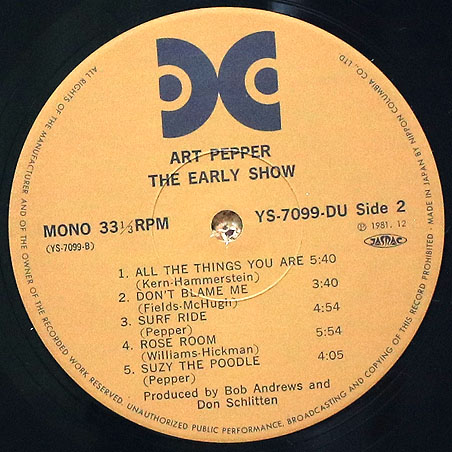 ART PEPPER
THE EARLY SHOW
MONO 33⅓RPM
(YS-7099-B)
YS-7099-DU Side 2
Ⓟ 1981. 12
JASRAC
1. ALL THE THINGS YOU ARE 5:40
(Kern-Hammerstein)
2. DON'T BLAME ME 3:40
(Fields-McHugh)
3. SURF RIDE 4:54
(Pepper)
4. ROSE ROOM 5:54
(Williams-Hickman)
5. SUZY THE POODLE 4:05
(Pepper)
Produced by Bob Andrews and
Don Schlitten
ALL RIGHTS OF THE MANUFACTURER AND OF THE OWNER OF THE RECORDED WORK RESERVED. UNAUTHORIZED PUBLIC PERFORMANCE, BROADCASTING AND COPYING OF THIS RECORD PROHIBITED · MADE IN JAPAN BY NIPPON COLUMBIA CO., LTD